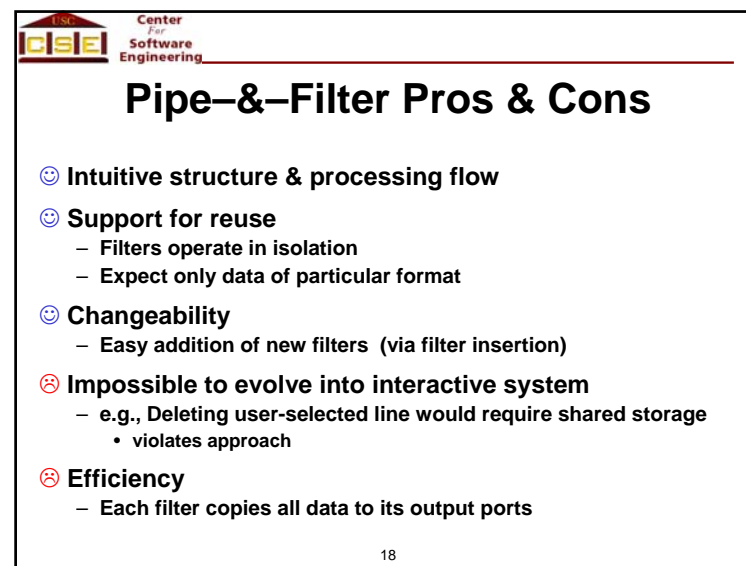 USC
CSE
Center
For
Software
Engineering
Pipe–&–Filter Pros & Cons
☺ Intuitive structure & processing flow
☺ Support for reuse
– Filters operate in isolation
– Expect only data of particular format
☺ Changeability
– Easy addition of new filters (via filter insertion)
☹ Impossible to evolve into interactive system
– e.g., Deleting user-selected line would require shared storage
• violates approach
☹ Efficiency
– Each filter copies all data to its output ports
18